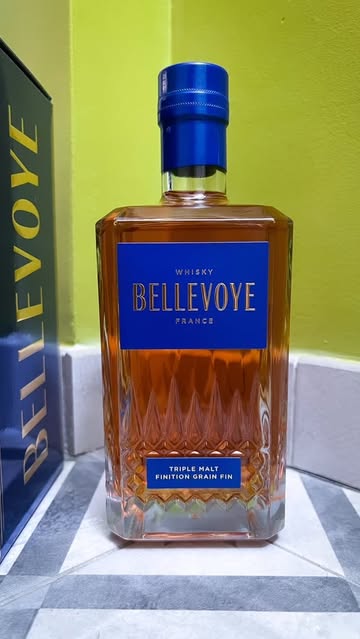 BELLEVOYE
WHISKY
BELLEVOYE
FRANCE
TRIPLE MALT
FINITION GRAIN FIN